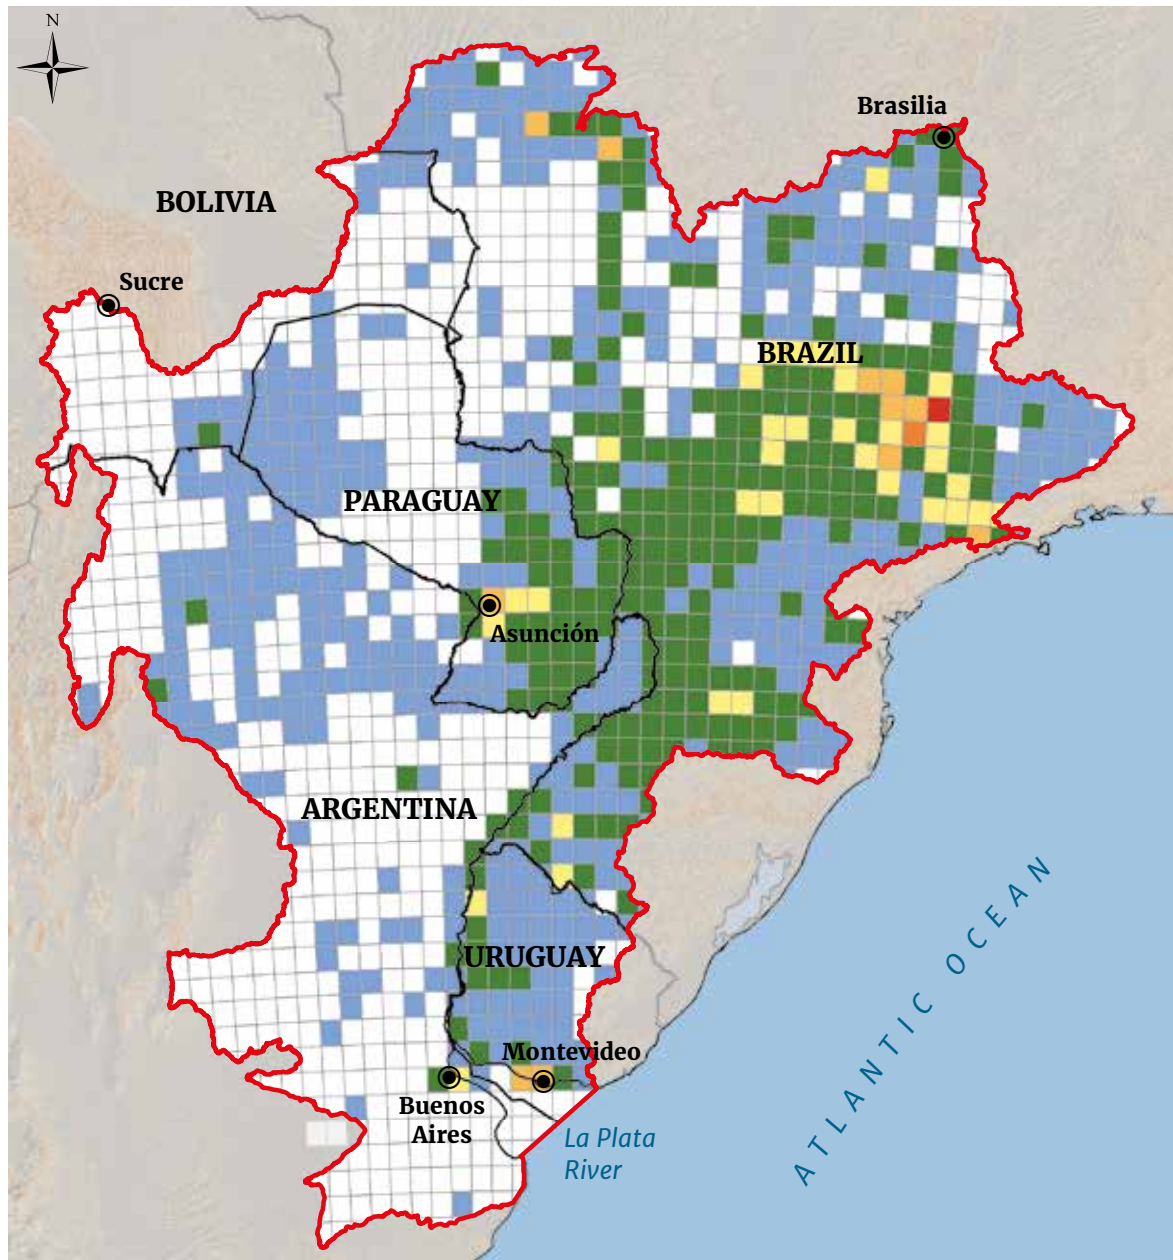 N
Brasilia
BOLIVIA
Sucre
BRAZIL
PARAGUAY
Asunción
ARGENTINA
URUGUAY
Montevideo
Buenos
Aires
La Plata
River
ATLANTIC OCEAN